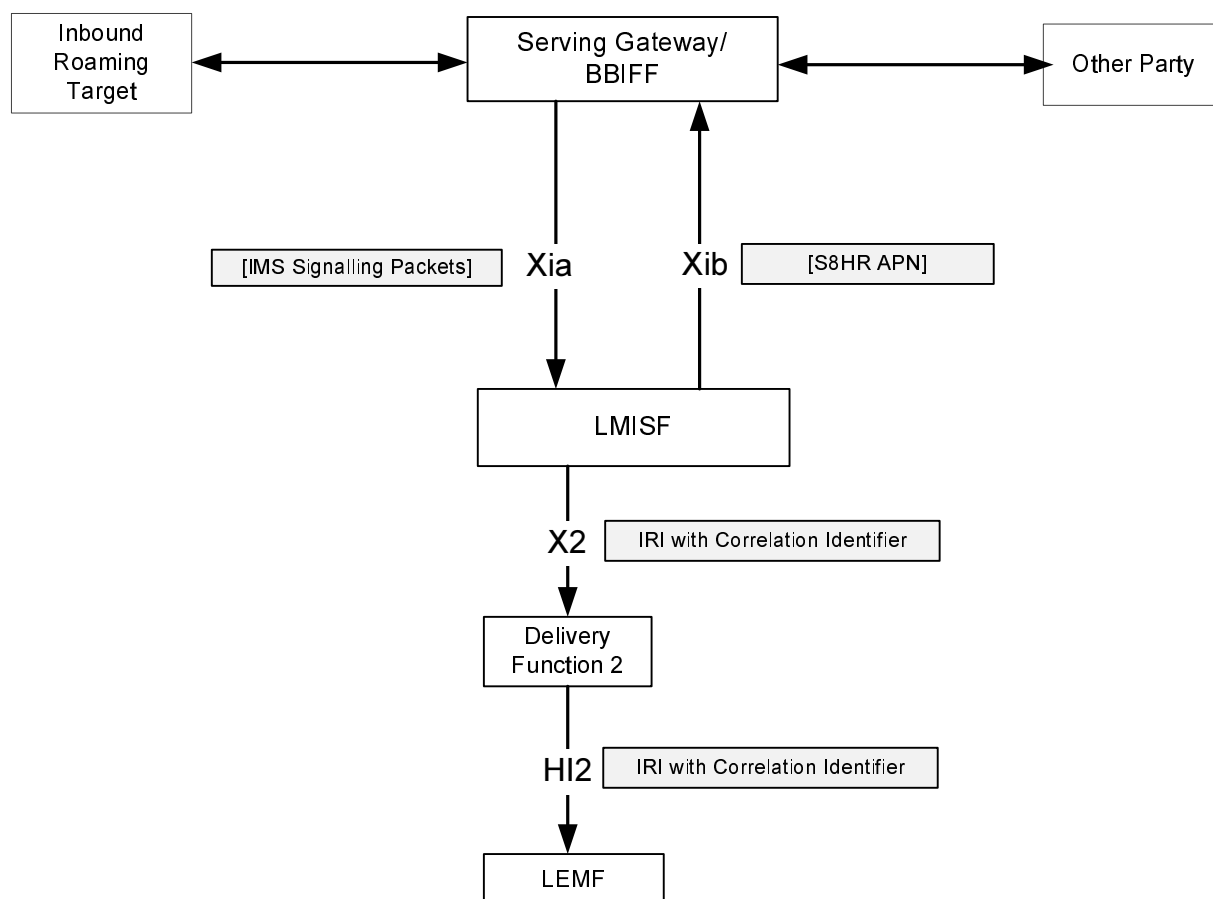 Inbound
Roaming
Target
Serving Gateway/
BBIFF
Other Party
[IMS Signalling Packets]
Xia
Xib
[S8HR APN]
LMISF
X2
IRI with Correlation Identifier
Delivery
Function 2
HI2
IRI with Correlation Identifier
LEMF